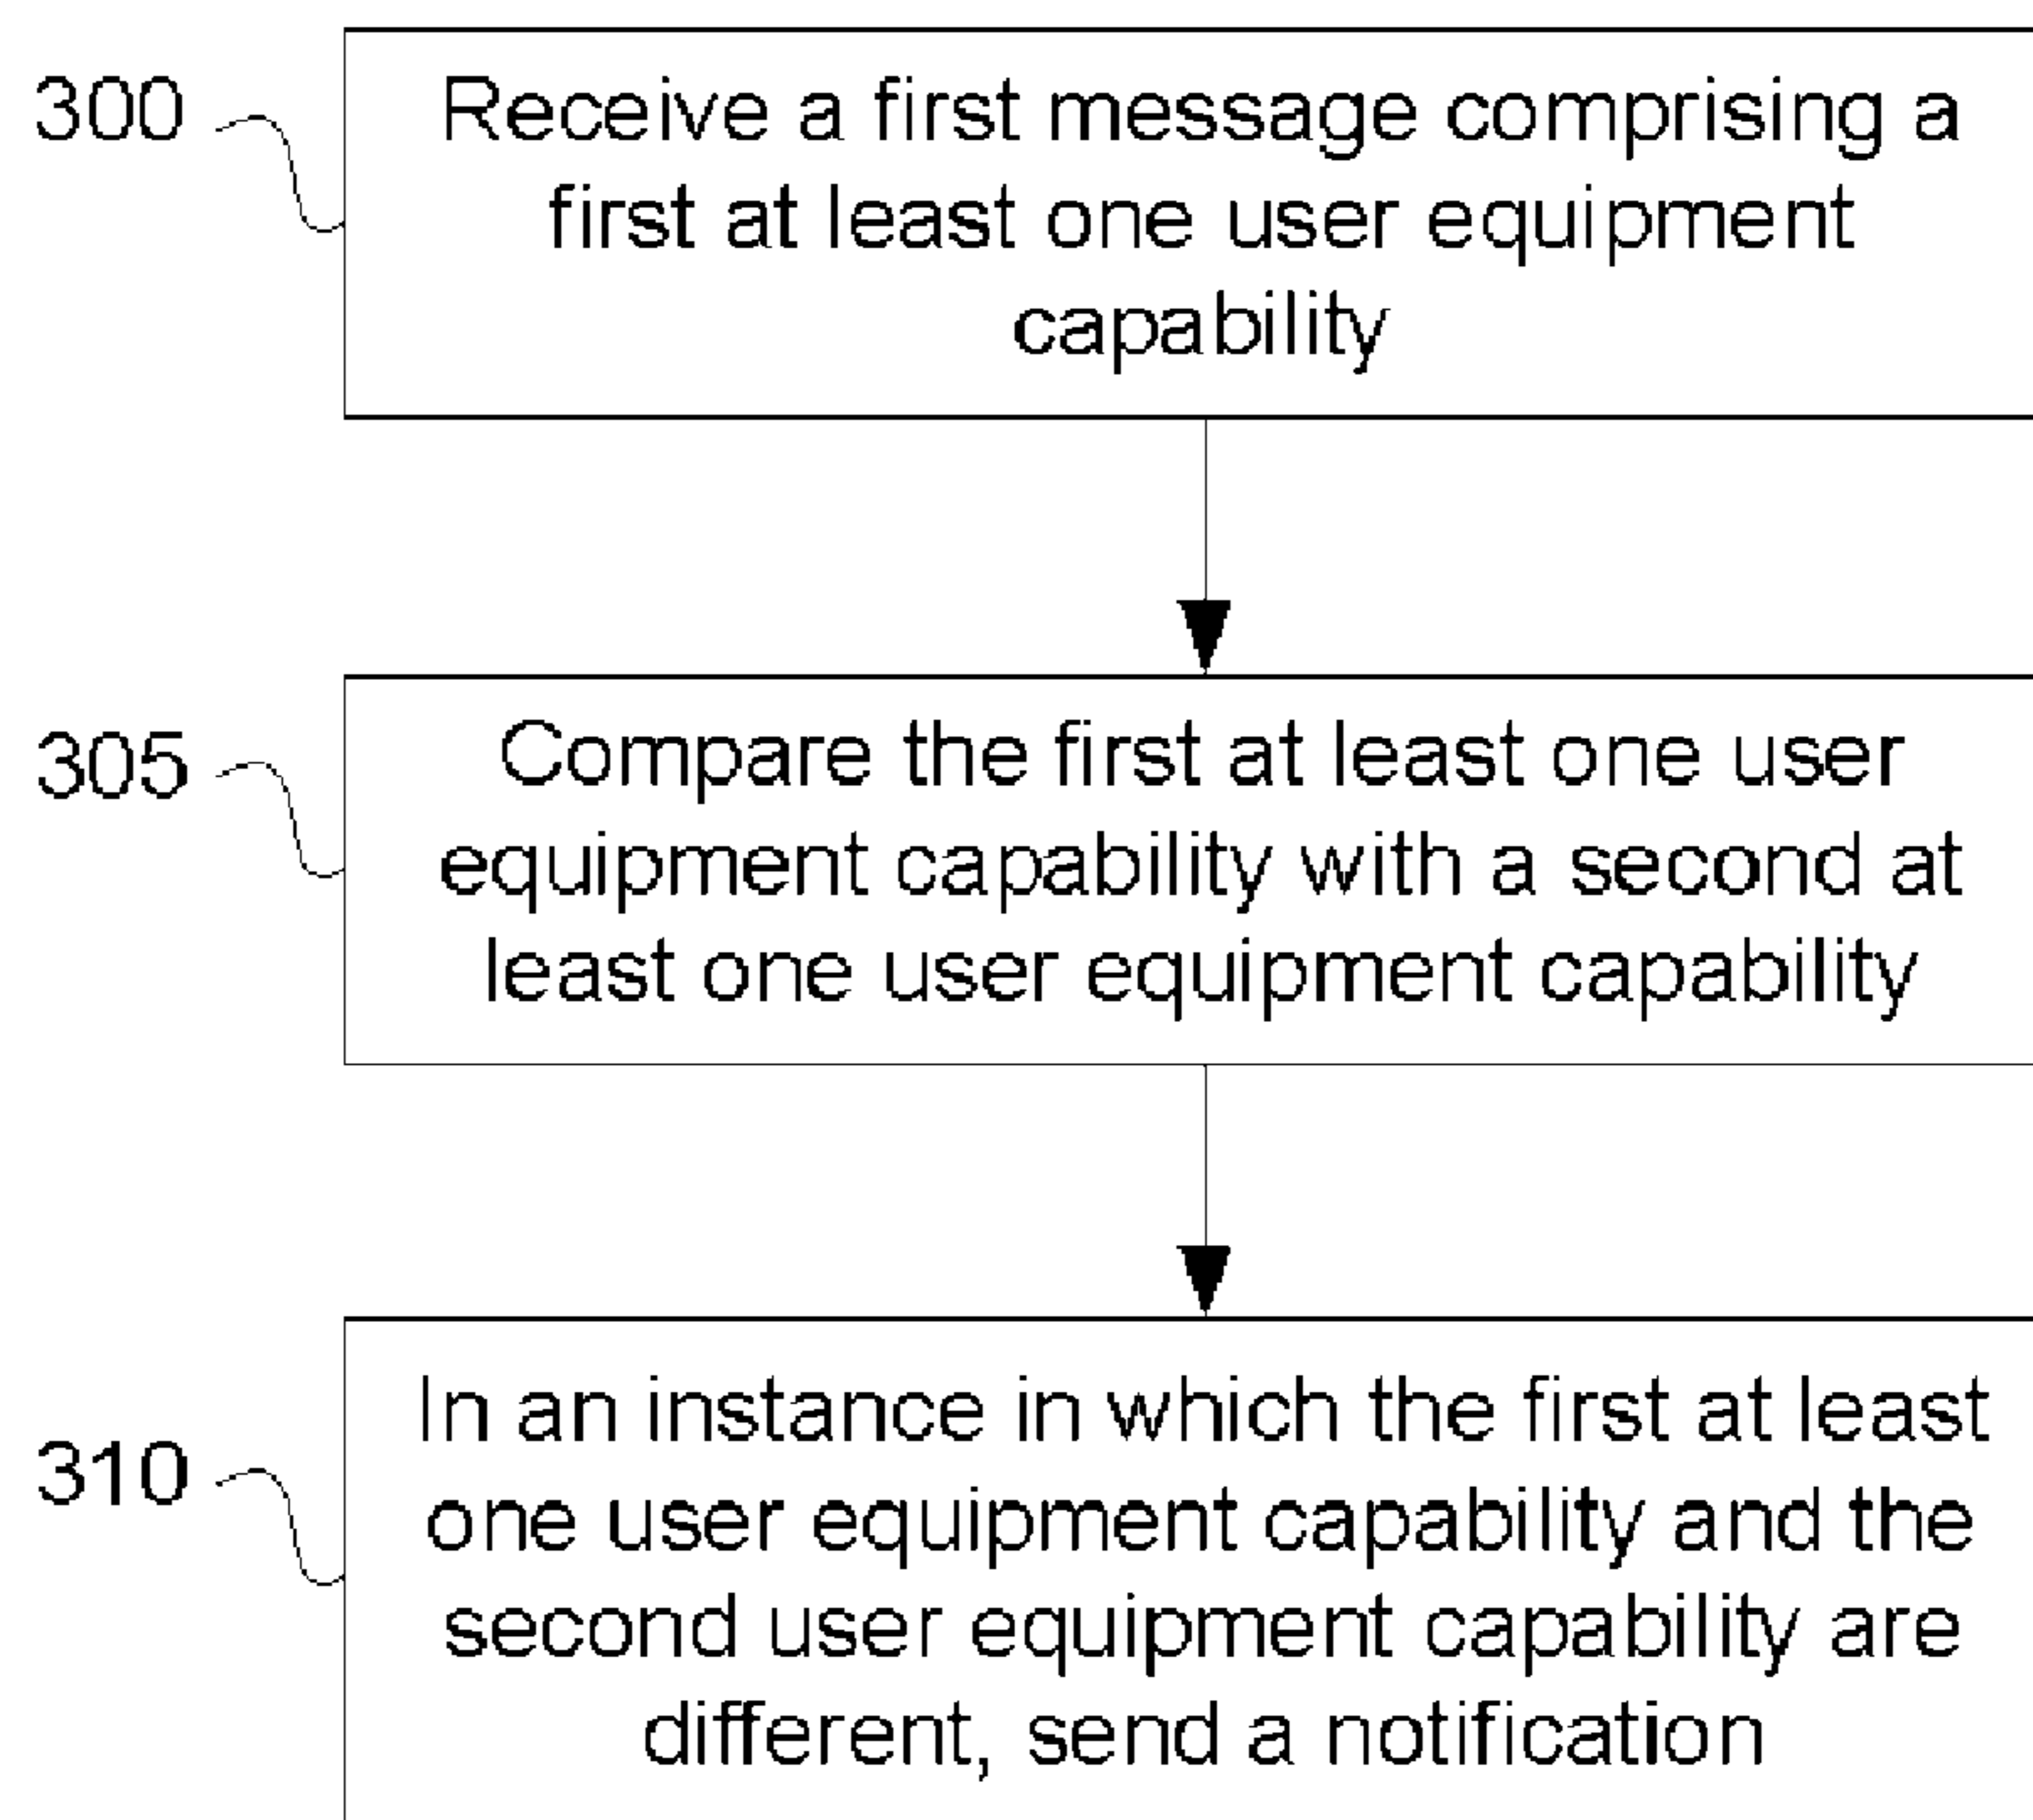 300
Receive a first message comprising a
first at least one user equipment
capability
305
Compare the first at least one user
equipment capability with a second at
least one user equipment capability
310
In an instance in which the first at least
one user equipment capability and the
second user equipment capability are
different, send a notification